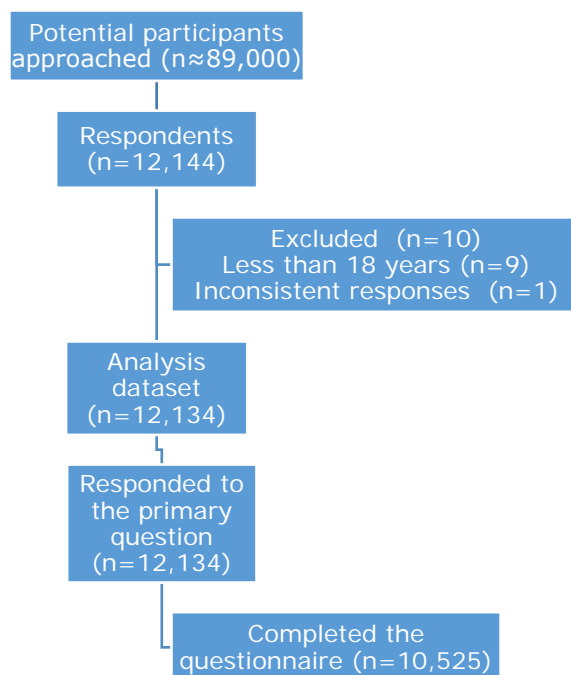 Potential participants
approached (n≈89,000)
Respondents
(n=12,144)
Excluded (n=10)
Less than 18 years (n=9)
Inconsistent responses (n=1)
Analysis
dataset
(n=12,134)
Responded to
the primary
question
(n=12,134)
Completed the
questionnaire (n=10,525)